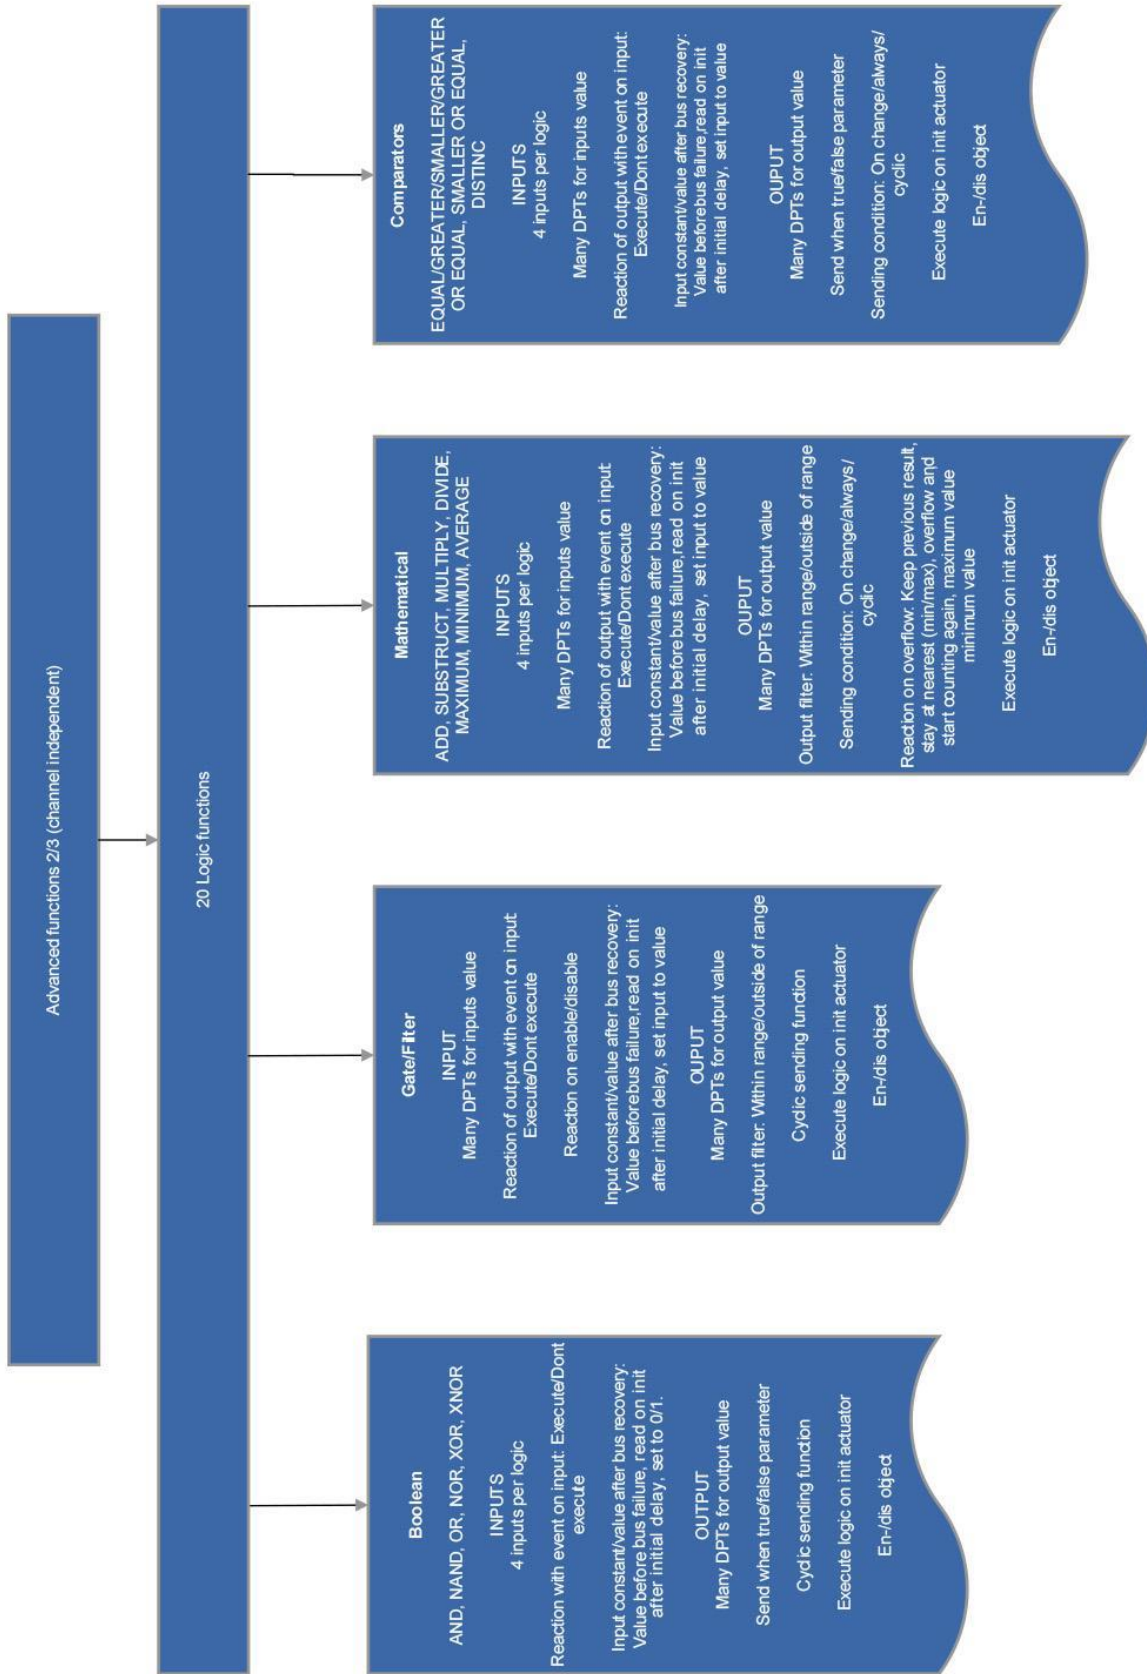 Advanced functions 2/3 (channel independent)
20 Logic functions
Boolean
AND, NAND, OR, NOR, XOR, XNOR
INPUTS
4 inputs per logic
Reaction with event on input: Execute/Dont
execute
Input constant/value after bus recovery:
Value before bus failure, read on init
after initial delay, set to 0/1.
OUTPUT
Many DPTs for output value
Send when true/false parameter
Cyclic sending function
Execute logic on init actuator
En-/dis object
Gate/Filter
INPUT
Many DPTs for inputs value
Reaction of output with event on input:
Execute/Dont execute
Reaction on enable/disable
Input constant/value after bus recovery:
Value before bus failure,read on init
after initial delay, set input to value
OUPUT
Many DPTs for output value
Output filter: Within range/outside of range
Cyclic sending function
Execute logic on init actuator
En-/dis object
Mathematical
ADD, SUBSTRUCT, MULTIPLY, DIVIDE,
MAXIMUM, MINIMUM, AVERAGE
INPUTS
4 inputs per logic
Many DPTs for inputs value
Reaction of output with event on input:
Execute/Dont execute
Input constant/value after bus recovery:
Value before bus failure,read on init
after initial delay, set input to value
OUPUT
Many DPTs for output value
Output filter: Within range/outside of range
Sending condition: On change/always/
cyclic
Reaction on overflow: Keep previous result,
stay at nearest (min/max), overflow and
start counting again, maximum value
minimum value
Execute logic on init actuator
En-/dis object
Comparators
EQUAL/GREATER/SMALLER/GREATER
OR EQUAL, SMALLER OR EQUAL,
DISTINC
INPUTS
4 inputs per logic
Many DPTs for inputs value
Reaction of output with event on input:
Execute/Dont execute
Input constant/value after bus recovery:
Value before bus failure,read on init
after initial delay, set input to value
OUPUT
Many DPTs for output value
Send when true/false parameter
Sending condition: On change/always/
cyclic
Execute logic on init actuator
En-/dis object